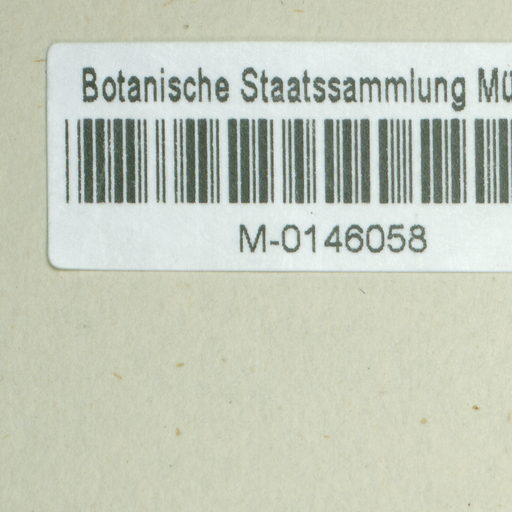 Botanische Staatssammlung Mü
M-0146058